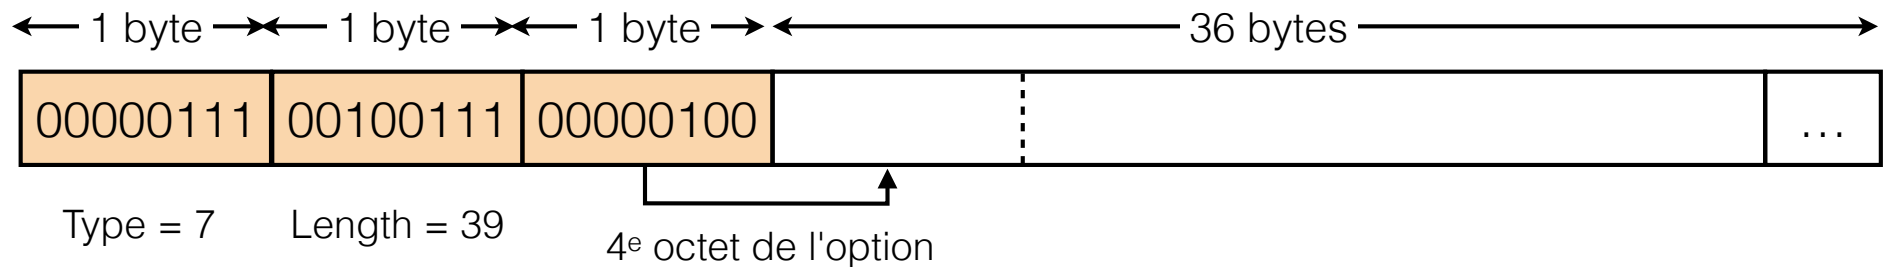 1 byte 1 byte 1 byte 36 bytes
00000111 00100111 00000100 ...
Type = 7 Length = 39
4e octet de l'option